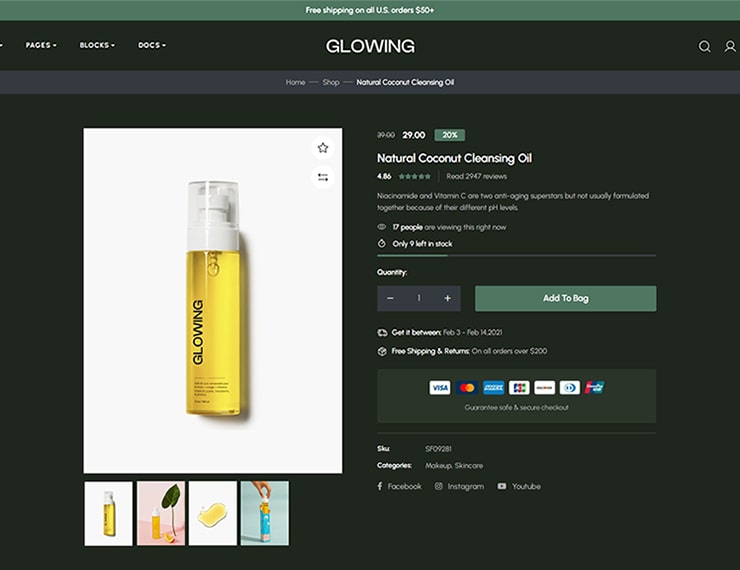 Free shipping on all U.S. orders $50+
PAGES BLOCKS DOCS
GLOWING
Home — Shop — Natural Coconut Cleansing Oil
39.00 29.00 20%
Natural Coconut Cleansing Oil
4.86 Read 2947 reviews
Niacinamide and Vitamin C are two anti-aging superstars but not usually formulated
together because of their different pH levels.
17 people are viewing this right now
Only 9 left in stock
Quantity:
− 1 + Add To Bag
Get it between: Feb 3 - Feb 14,2021
Free Shipping & Returns: On all orders over $200
VISA AMERICAN EXPRESS JCB DISCOVER UnionPay
Guarantee safe & secure checkout
Sku: SF09281
Categories: Makeup, Skincare
Facebook Instagram Youtube
GLOWING